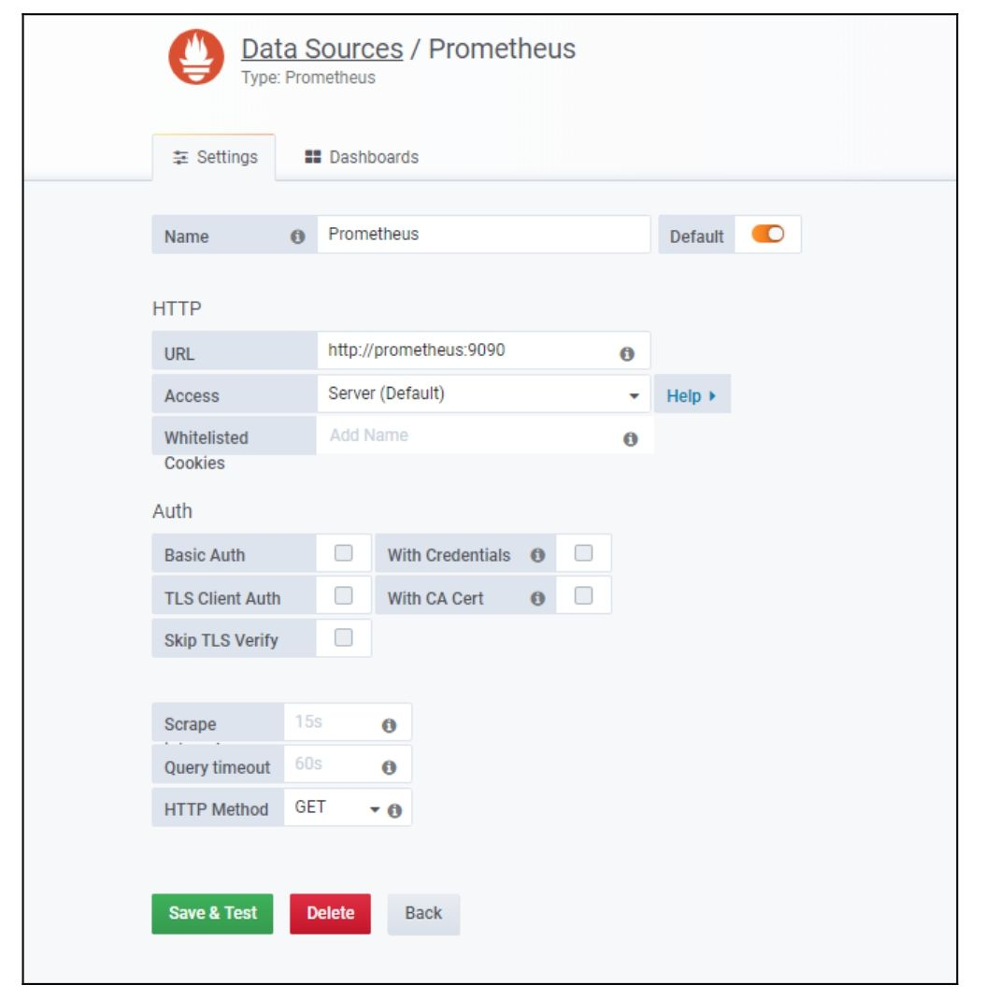 Data Sources / Prometheus
Type: Prometheus
Settings Dashboards
Name Prometheus Default
HTTP
URL http://prometheus:9090
Access Server (Default) Help
Whitelisted Add Name
Cookies
Auth
Basic Auth With Credentials
TLS Client Auth With CA Cert
Skip TLS Verify
Scrape 15s
Query timeout 60s
HTTP Method GET
Save & Test Delete Back